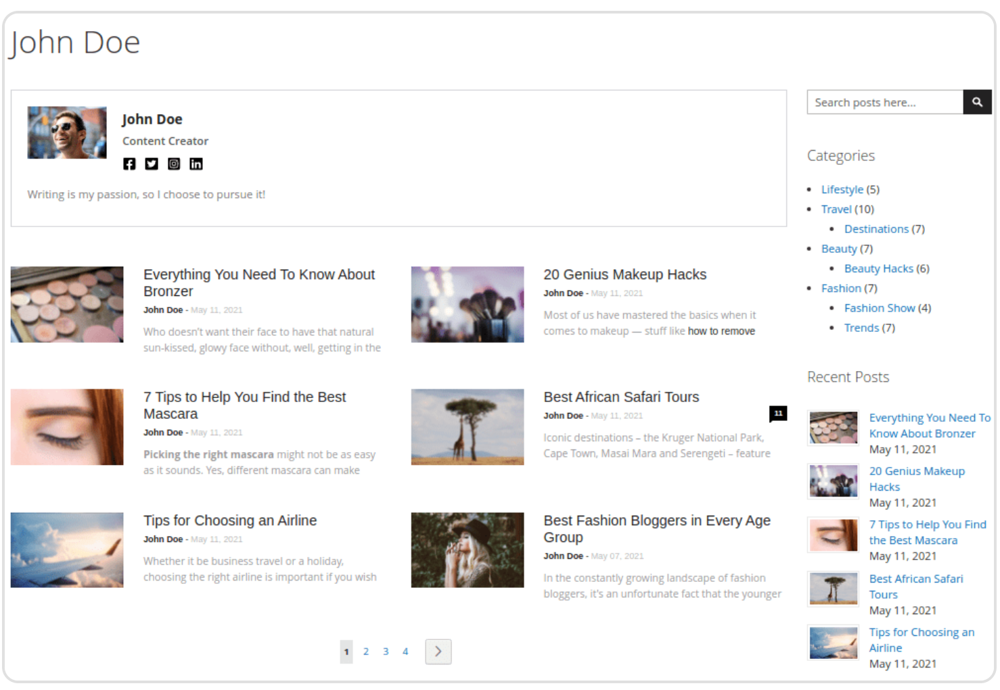 John Doe
John Doe
Content Creator
Writing is my passion, so I choose to pursue it!
Everything You Need To Know About
Bronzer
John Doe - May 11, 2021
Who doesn't want their face to have that natural
sun-kissed, glowy face without, well, getting in the
20 Genius Makeup Hacks
John Doe - May 11, 2021
Most of us have mastered the basics when it
comes to makeup — stuff like how to remove
7 Tips to Help You Find the Best
Mascara
John Doe - May 11, 2021
Picking the right mascara might not be as easy
as it sounds. Yes, different mascara can make
Best African Safari Tours
John Doe - May 11, 2021
11
Iconic destinations – the Kruger National Park,
Cape Town, Masai Mara and Serengeti – feature
Tips for Choosing an Airline
John Doe - May 11, 2021
Whether it be business travel or a holiday,
choosing the right airline is important if you wish
Best Fashion Bloggers in Every Age
Group
John Doe - May 07, 2021
In the constantly growing landscape of fashion
bloggers, it's an unfortunate fact that the younger
1 2 3 4
Search posts here...
Categories
Lifestyle (5)
Travel (10)
Destinations (7)
Beauty (7)
Beauty Hacks (6)
Fashion (7)
Fashion Show (4)
Trends (7)
Recent Posts
Everything You Need To
Know About Bronzer
May 11, 2021
20 Genius Makeup
Hacks
May 11, 2021
7 Tips to Help You Find
the Best Mascara
May 11, 2021
Best African Safari
Tours
May 11, 2021
Tips for Choosing an
Airline
May 11, 2021